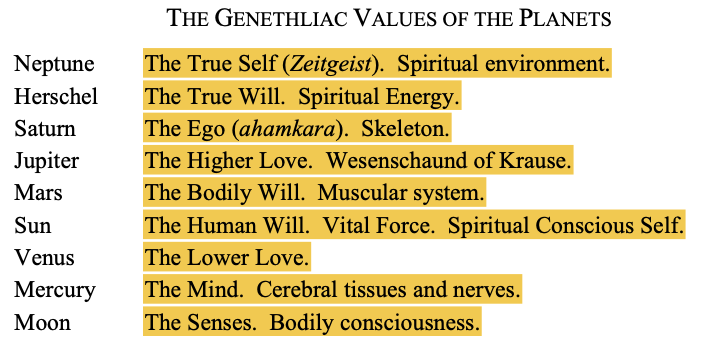 THE GENETHLIAC VALUES OF THE PLANETS
Neptune The True Self (Zeitgeist). Spiritual environment.
Herschel The True Will. Spiritual Energy.
Saturn The Ego (ahamkara). Skeleton.
Jupiter The Higher Love. Wesenschaund of Krause.
Mars The Bodily Will. Muscular system.
Sun The Human Will. Vital Force. Spiritual Conscious Self.
Venus The Lower Love.
Mercury The Mind. Cerebral tissues and nerves.
Moon The Senses. Bodily consciousness.